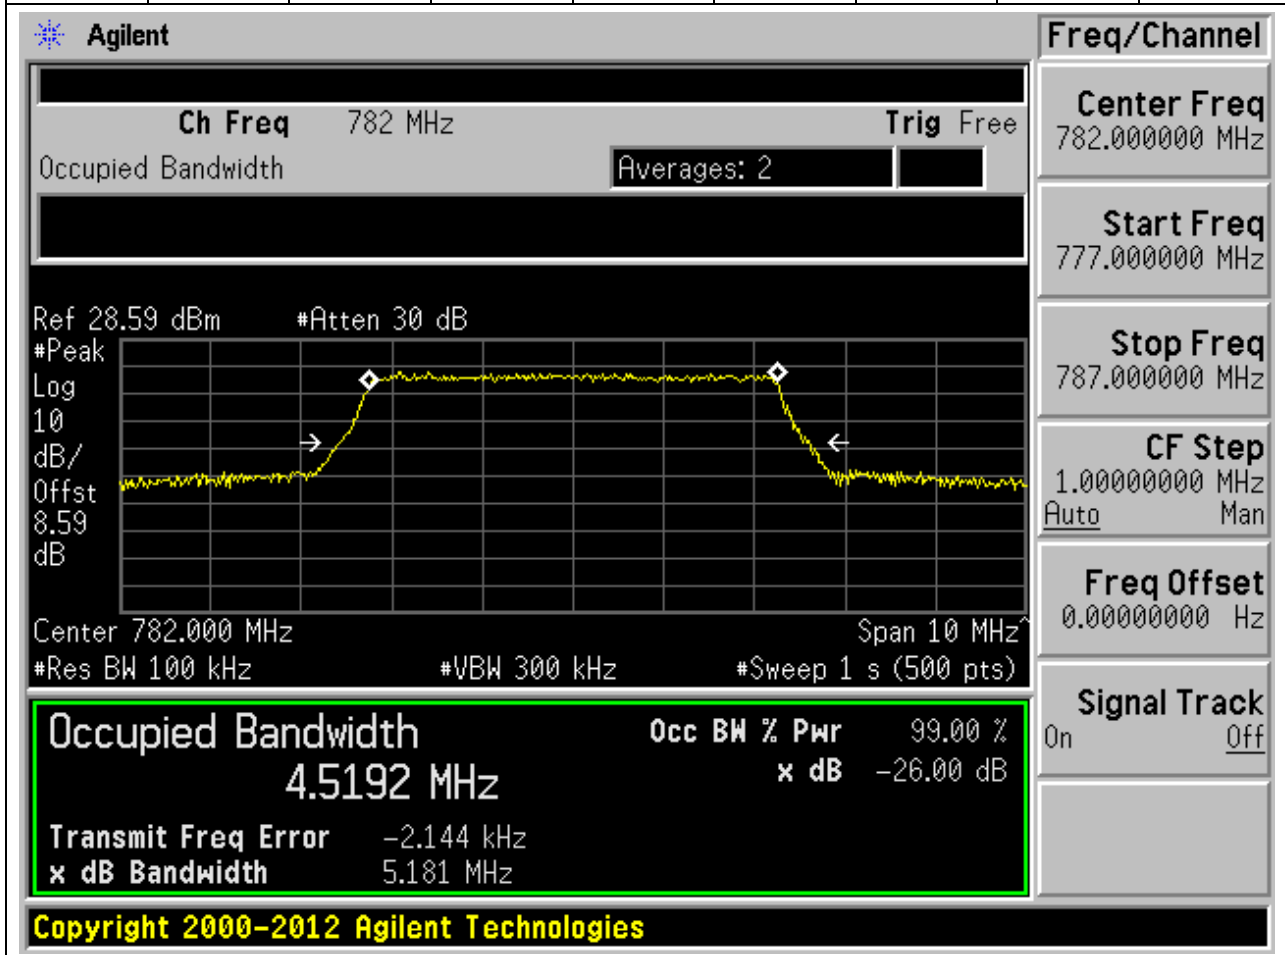 Agilent
Freq/Channel
Ch Freq 782 MHz Trig Free
Occupied Bandwidth Averages: 2
Center Freq
782.000000 MHz
Start Freq
777.000000 MHz
Stop Freq
787.000000 MHz
CF Step
1.00000000 MHz
Auto Man
Freq Offset
0.00000000 Hz
Signal Track
On Off
Ref 28.59 dBm #Atten 30 dB
#Peak
Log
10
dB/
Offst
8.59
dB
Center 782.000 MHz Span 10 MHz^
#Res BW 100 kHz #VBW 300 kHz #Sweep 1 s (500 pts)
Occupied Bandwidth Occ BW % Pwr 99.00 %
4.5192 MHz x dB -26.00 dB
Transmit Freq Error -2.144 kHz
x dB Bandwidth 5.181 MHz
Copyright 2000-2012 Agilent Technologies